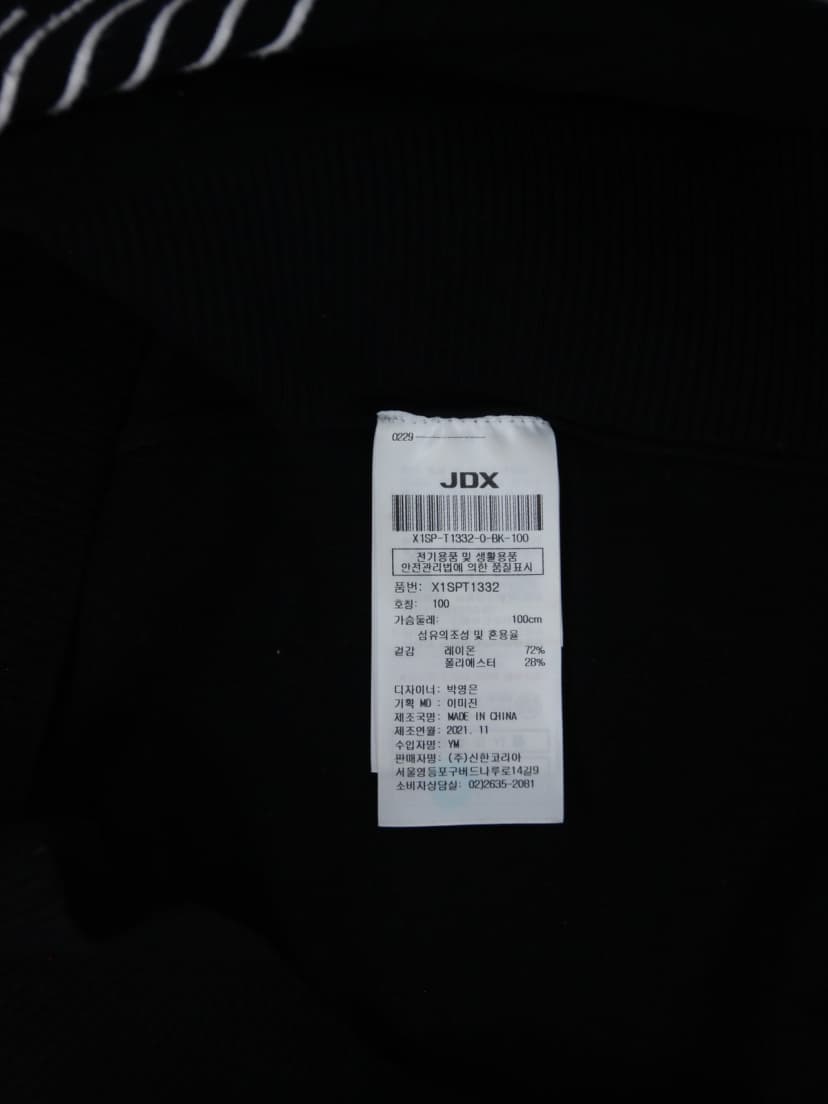 0229
JDX
X1SP-T1332-0-BK-100
전기용품 및 생활용품
안전관리법에 의한 품질표시
품번: X1SPT1332
호칭: 100
가슴둘레: 100cm
섬유의조성 및 혼용율
겉감 레이온 72%
폴리에스터 28%
디자이너: 박영은
기획 MD : 이미진
제조국명: MADE IN CHINA
제조연월: 2021. 11
수입자명: YM
판매자명: (주)신한코리아
서울영등포구버드나루로14길9
소비자상담실: 02)2635-2081